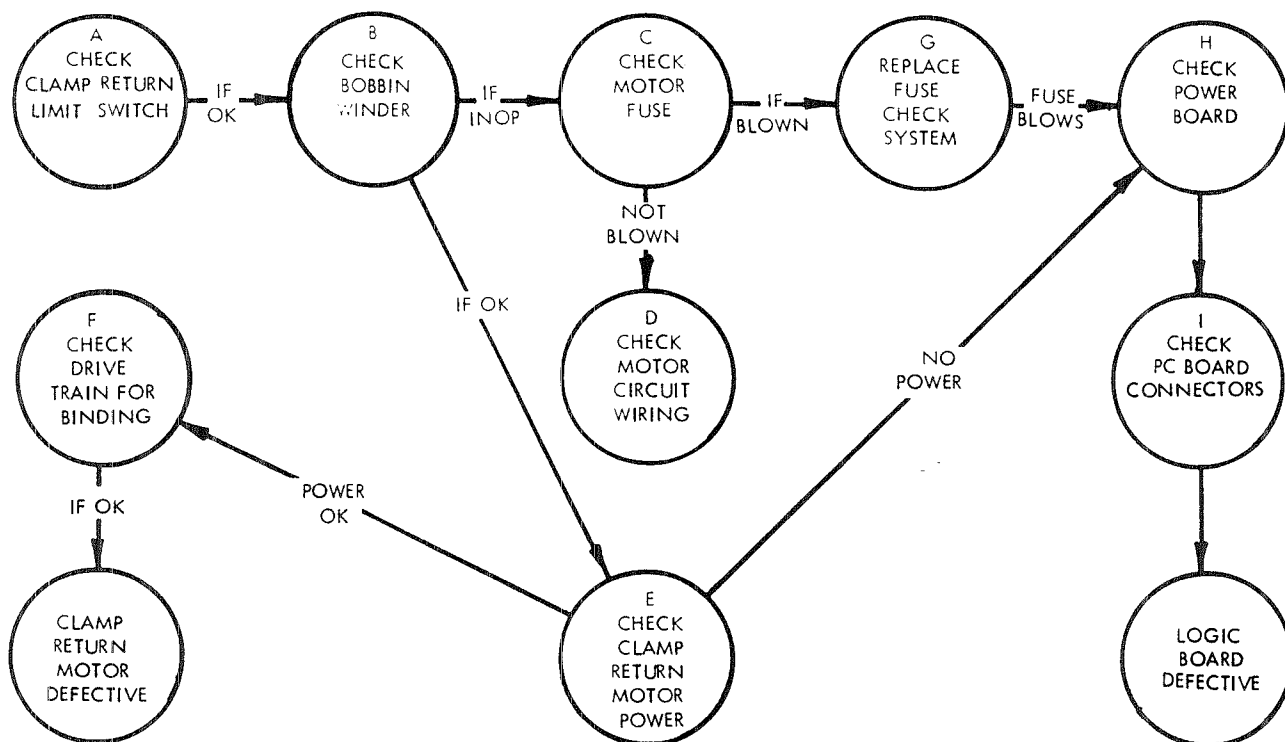 A
CHECK
CLAMP RETURN
LIMIT SWITCH
IF
OK
B
CHECK
BOBBIN
WINDER
IF
INOP
C
CHECK
MOTOR
FUSE
IF
BLOWN
G
REPLACE
FUSE
CHECK
SYSTEM
FUSE
BLOWS
H
CHECK
POWER
BOARD
NOT
BLOWN
IF OK
F
CHECK
DRIVE
TRAIN FOR
BINDING
D
CHECK
MOTOR
CIRCUIT
WIRING
NO
POWER
I
CHECK
PC BOARD
CONNECTORS
IF OK
POWER
OK
CLAMP
RETURN
MOTOR
DEFECTIVE
E
CHECK
CLAMP
RETURN
MOTOR
POWER
LOGIC
BOARD
DEFECTIVE